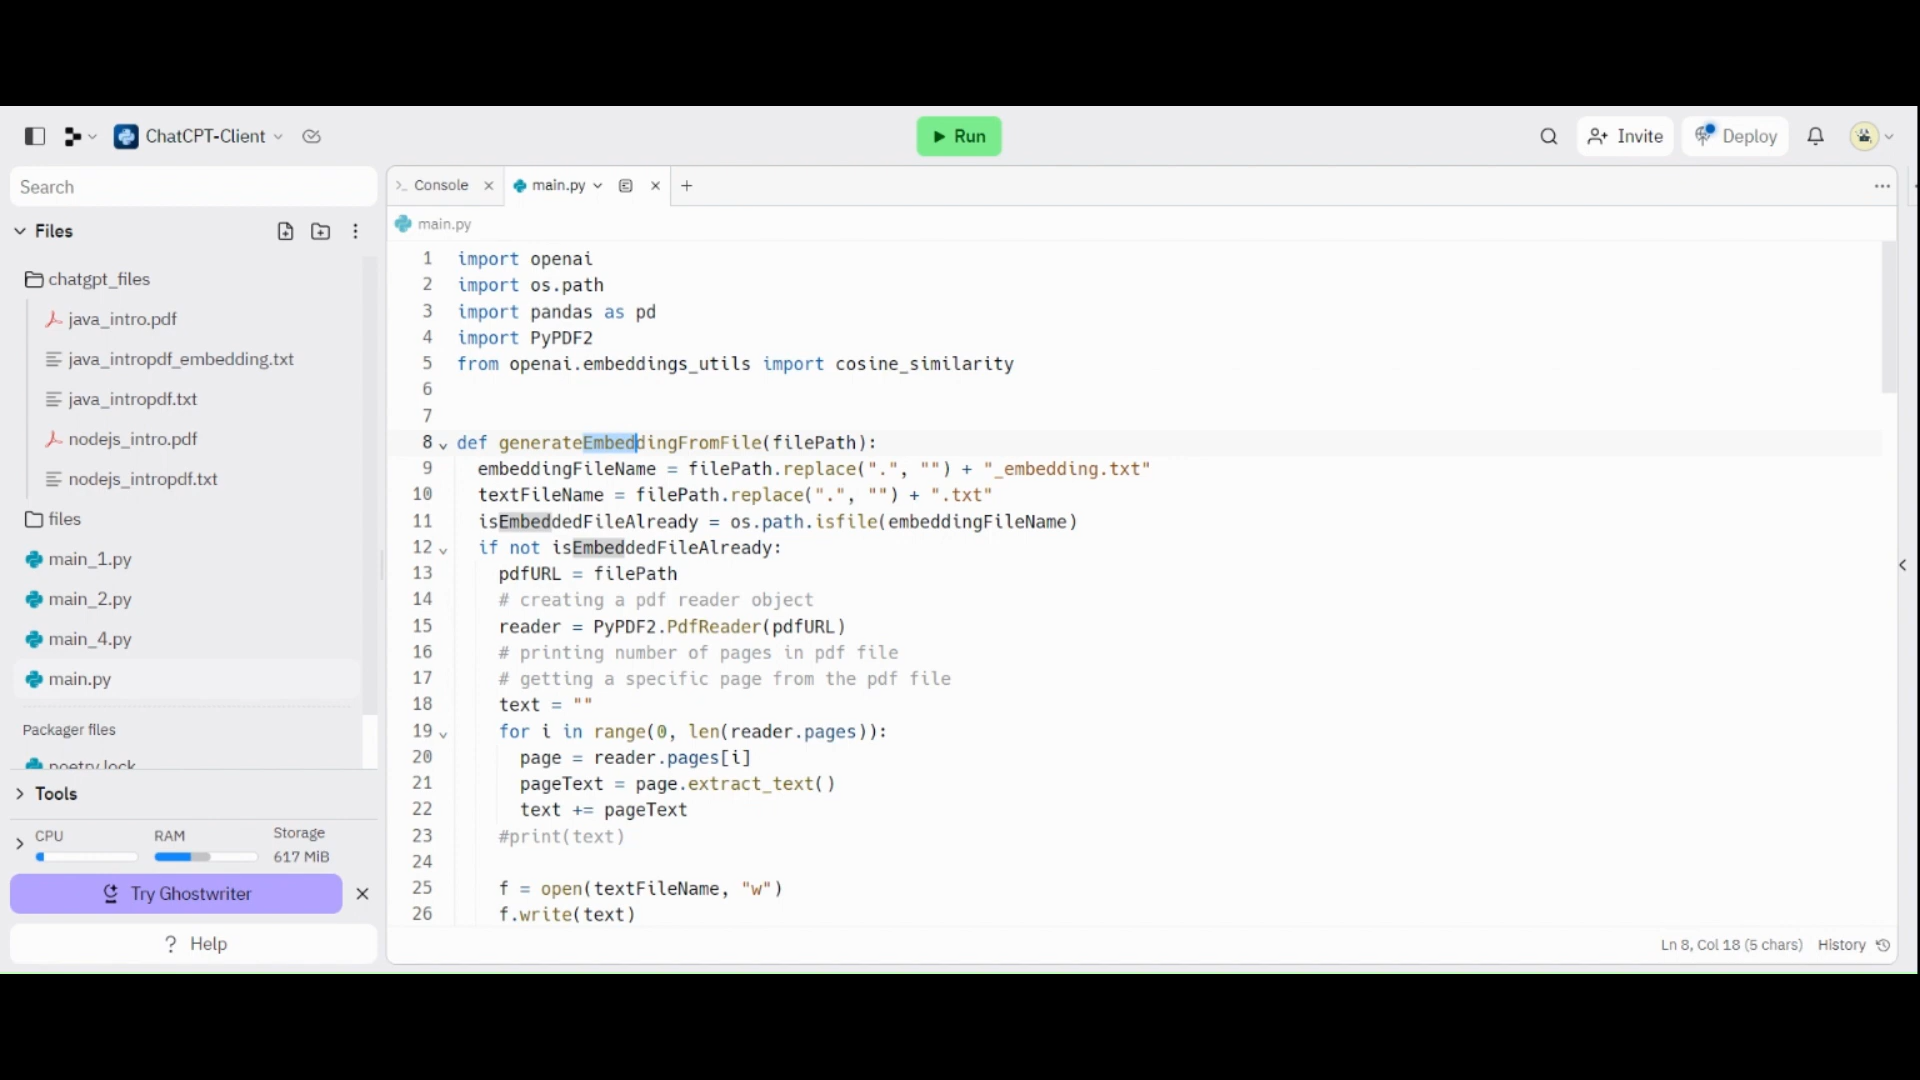 ChatCPT-Client
Run
Invite
Deploy
Search
Files
chatgpt_files
java_intro.pdf
java_intropdf_embedding.txt
java_intropdf.txt
nodejs_intro.pdf
nodejs_intropdf.txt
files
main_1.py
main_2.py
main_4.py
main.py
Packager files
poetry.lock
Tools
CPU RAM Storage
617 MiB
Try Ghostwriter
? Help
Console main.py
main.py
1 import openai
2 import os.path
3 import pandas as pd
4 import PyPDF2
5 from openai.embeddings_utils import cosine_similarity
6
7
8 def generateEmbeddingFromFile(filePath):
9 embeddingFileName = filePath.replace(".", "") + "_embedding.txt"
10 textFileName = filePath.replace(".", "") + ".txt"
11 isEmbeddedFileAlready = os.path.isfile(embeddingFileName)
12 if not isEmbeddedFileAlready:
13 pdfURL = filePath
14 # creating a pdf reader object
15 reader = PyPDF2.PdfReader(pdfURL)
16 # printing number of pages in pdf file
17 # getting a specific page from the pdf file
18 text = ""
19 for i in range(0, len(reader.pages)):
20 page = reader.pages[i]
21 pageText = page.extract_text()
22 text += pageText
23 #print(text)
24
25 f = open(textFileName, "w")
26 f.write(text)
Ln 8, Col 18 (5 chars) History